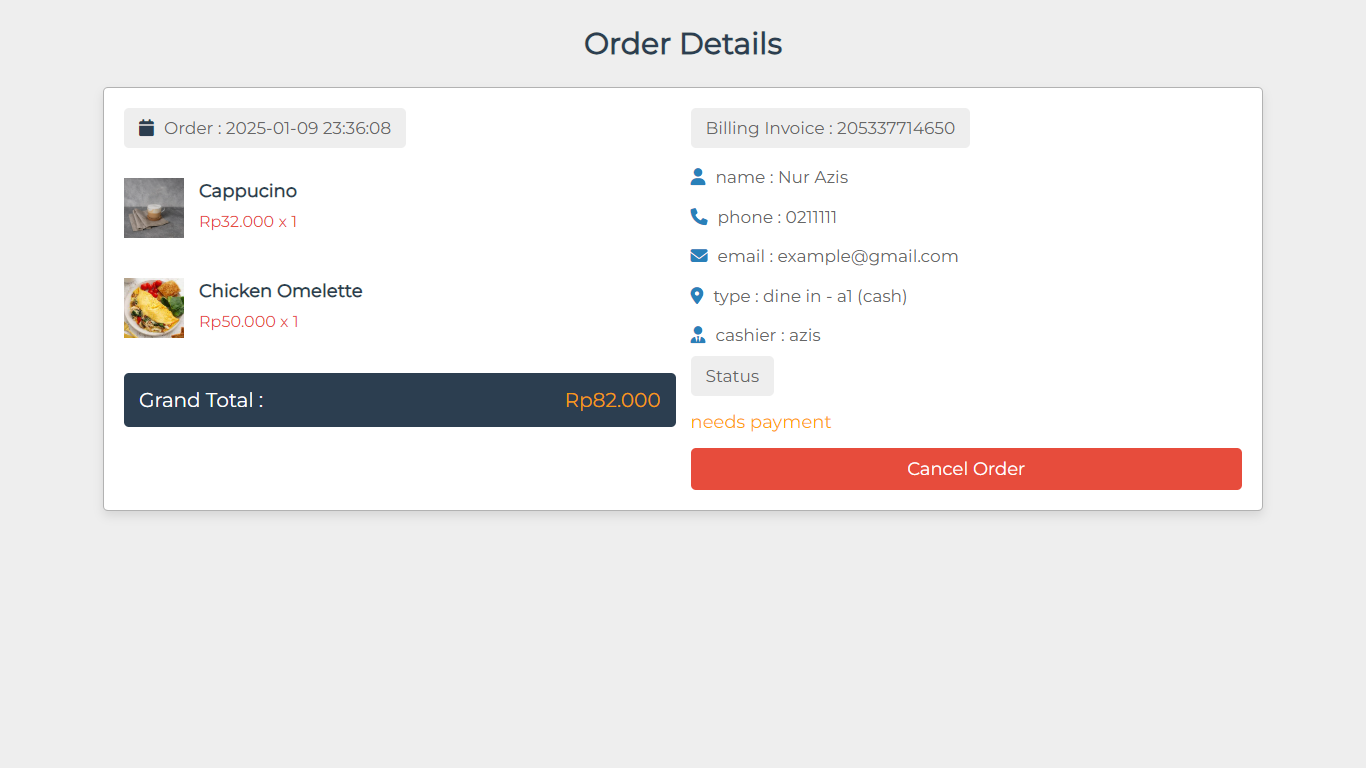 Order Details
Order : 2025-01-09 23:36:08
Cappucino
Rp32.000 x 1
Chicken Omelette
Rp50.000 x 1
Grand Total :
Rp82.000
Billing Invoice : 205337714650
name : Nur Azis
phone : 0211111
email : example@gmail.com
type : dine in - a1 (cash)
cashier : azis
Status
needs payment
Cancel Order